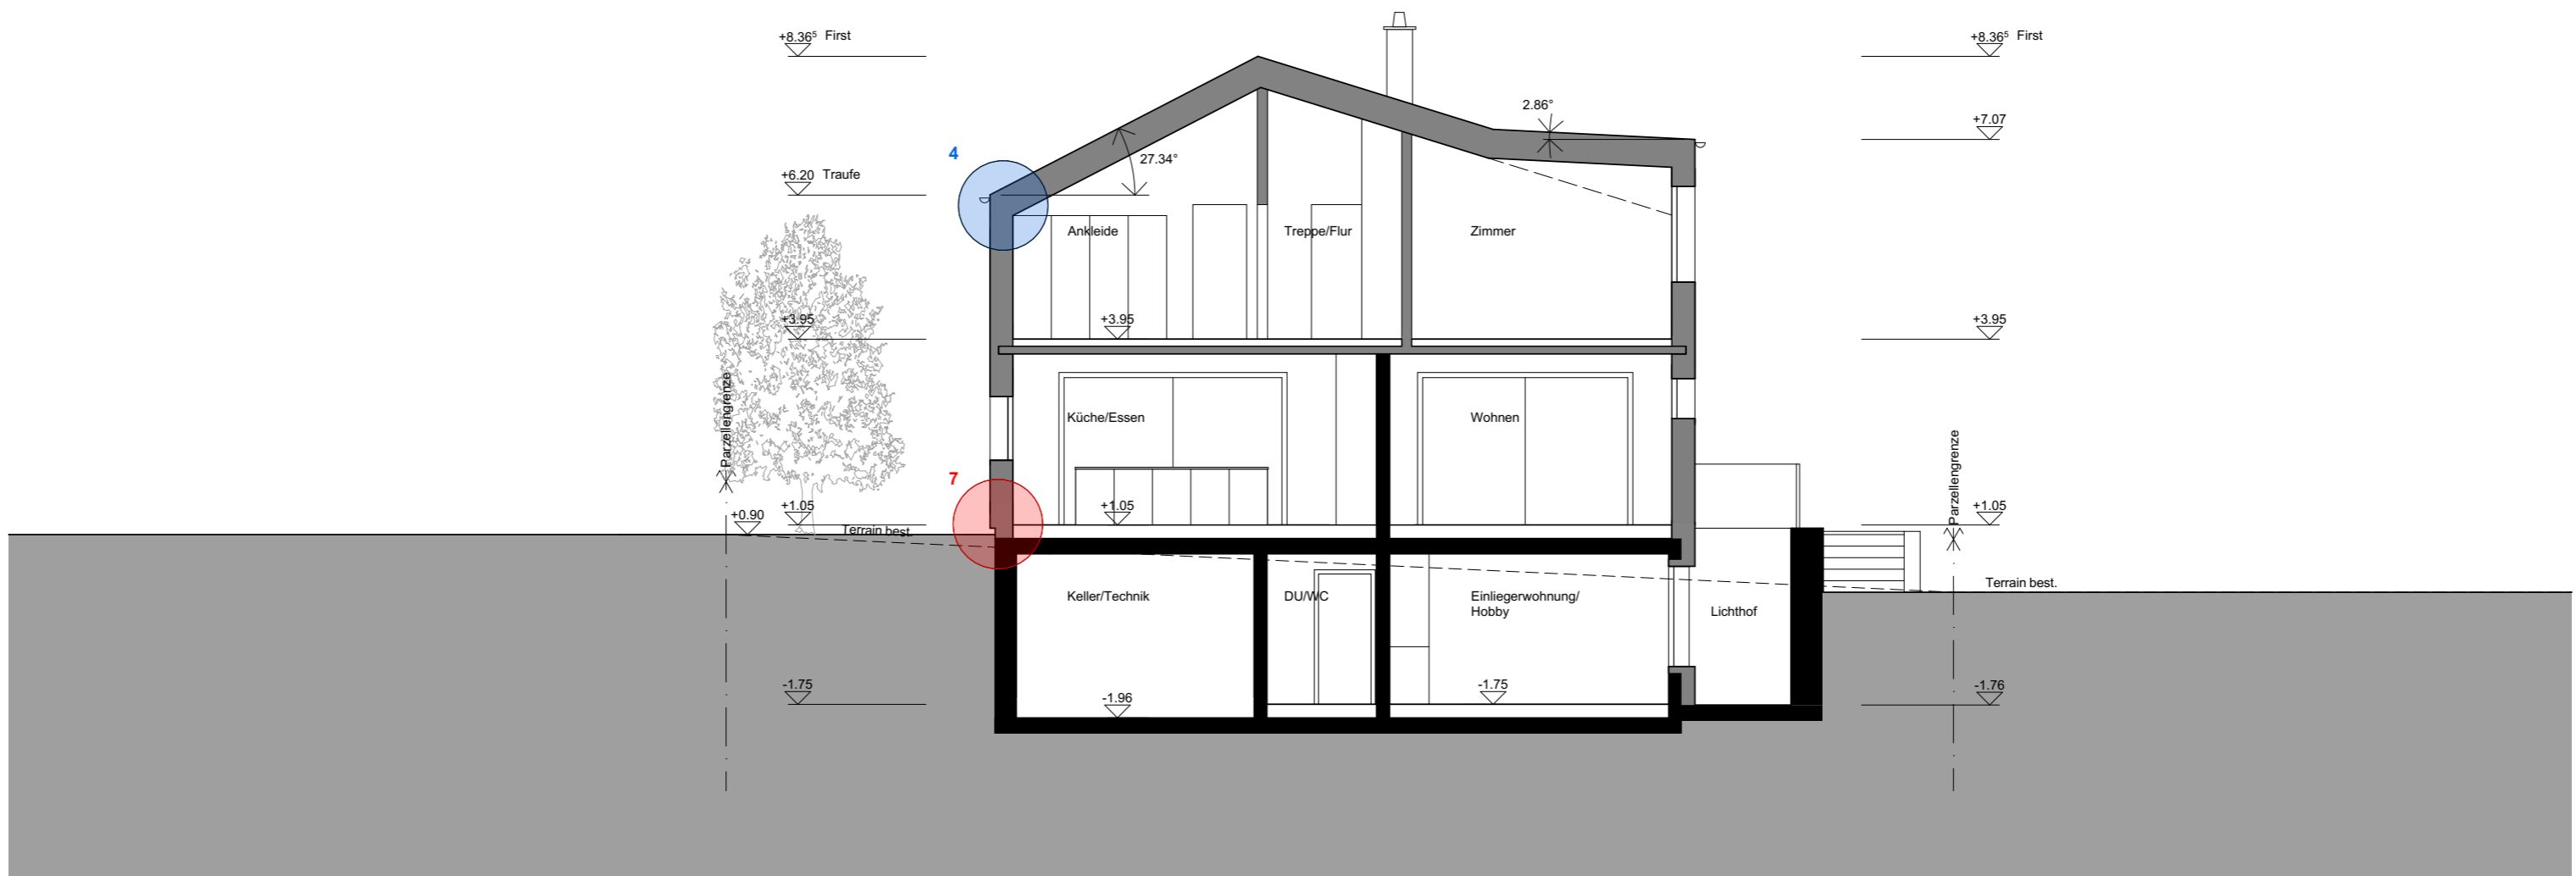 +8.36⁵ First
+8.36⁵ First
2.86°
+7.07
4
27.34°
+6.20 Traufe
Ankleide
Treppe/Flur
Zimmer
+3.95
+3.95
+3.95
Parzellengrenze
Küche/Essen
Wohnen
Parzellengrenze
7
+0.90
+1.05
Terrain best.
+1.05
+1.05
Terrain best.
Keller/Technik
DU/WC
Einliegerwohnung/
Hobby
Lichthof
-1.75
-1.96
-1.75
-1.76